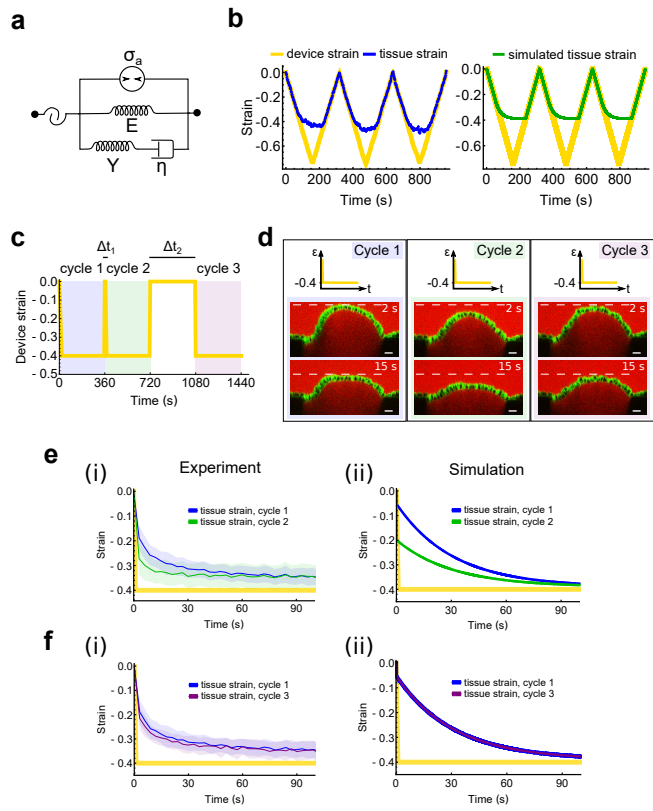 a
σa
E
Y
η
b
device strain
tissue strain
simulated tissue strain
Strain
0.0
-0.2
-0.4
-0.6
0 200 400 600 800
Time (s)
0.0
-0.2
-0.4
-0.6
0 200 400 600 800
Time (s)
c
Δt1
Δt2
cycle 1
cycle 2
cycle 3
Device strain
0.0
- 0.1
- 0.2
- 0.3
- 0.4
- 0.5
0 360 720 1080 1440
Time (s)
d
Cycle 1
Cycle 2
Cycle 3
ε
-0.4
t
ε
-0.4
t
ε
-0.4
t
2 s
2 s
2 s
15 s
15 s
15 s
e
Experiment
Simulation
(i)
(ii)
Strain
0.0
- 0.1
- 0.2
- 0.3
- 0.4
tissue strain, cycle 1
tissue strain, cycle 2
0 30 60 90
Time (s)
Strain
0.0
- 0.1
- 0.2
- 0.3
- 0.4
tissue strain, cycle 1
tissue strain, cycle 2
0 30 60 90
Time (s)
f
(i)
(ii)
Strain
0.0
- 0.1
- 0.2
- 0.3
- 0.4
tissue strain, cycle 1
tissue strain, cycle 3
0 30 60 90
Time (s)
Strain
0.0
- 0.1
- 0.2
- 0.3
- 0.4
tissue strain, cycle 1
tissue strain, cycle 3
0 30 60 90
Time (s)